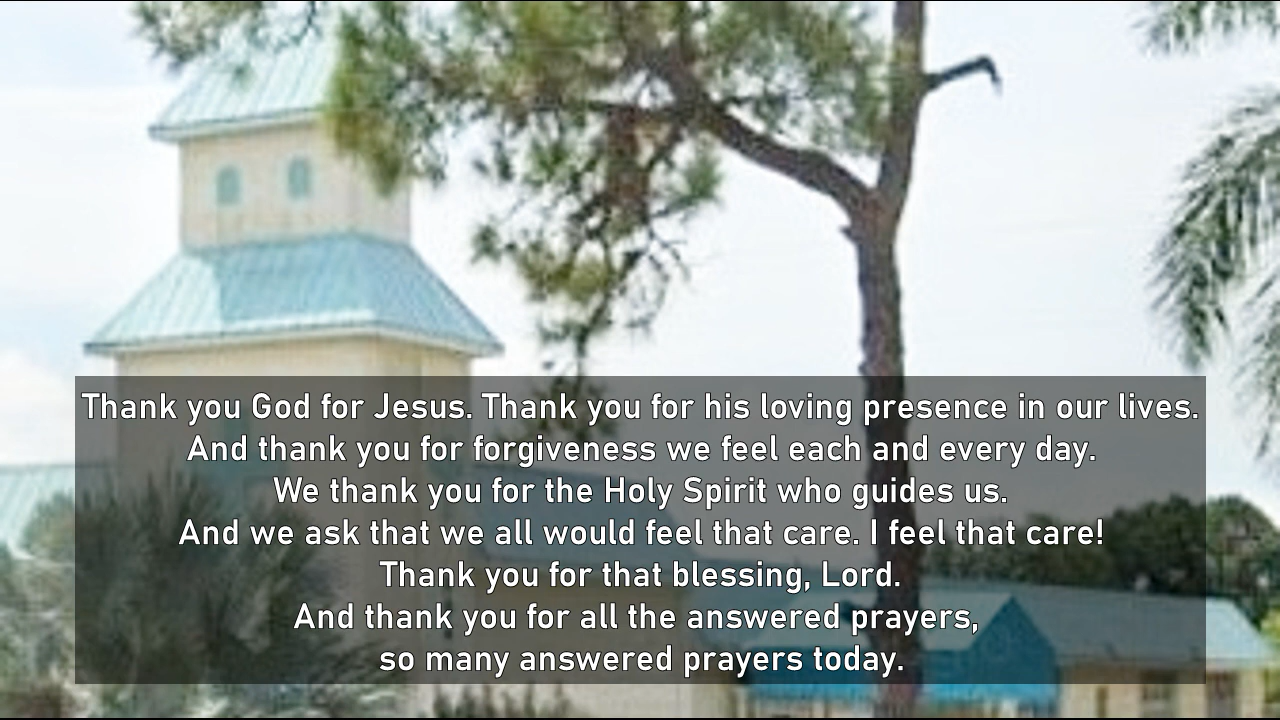 Thank you God for Jesus. Thank you for his loving presence in our lives.
And thank you for forgiveness we feel each and every day.
We thank you for the Holy Spirit who guides us.
And we ask that we all would feel that care. I feel that care!
Thank you for that blessing, Lord.
And thank you for all the answered prayers,
so many answered prayers today.